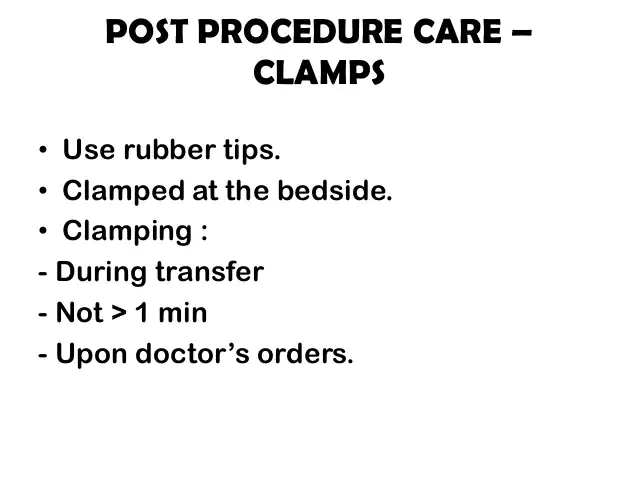 POST PROCEDURE CARE –
CLAMPS
• Use rubber tips.
• Clamped at the bedside.
• Clamping :
- During transfer
- Not > 1 min
- Upon doctor’s orders.